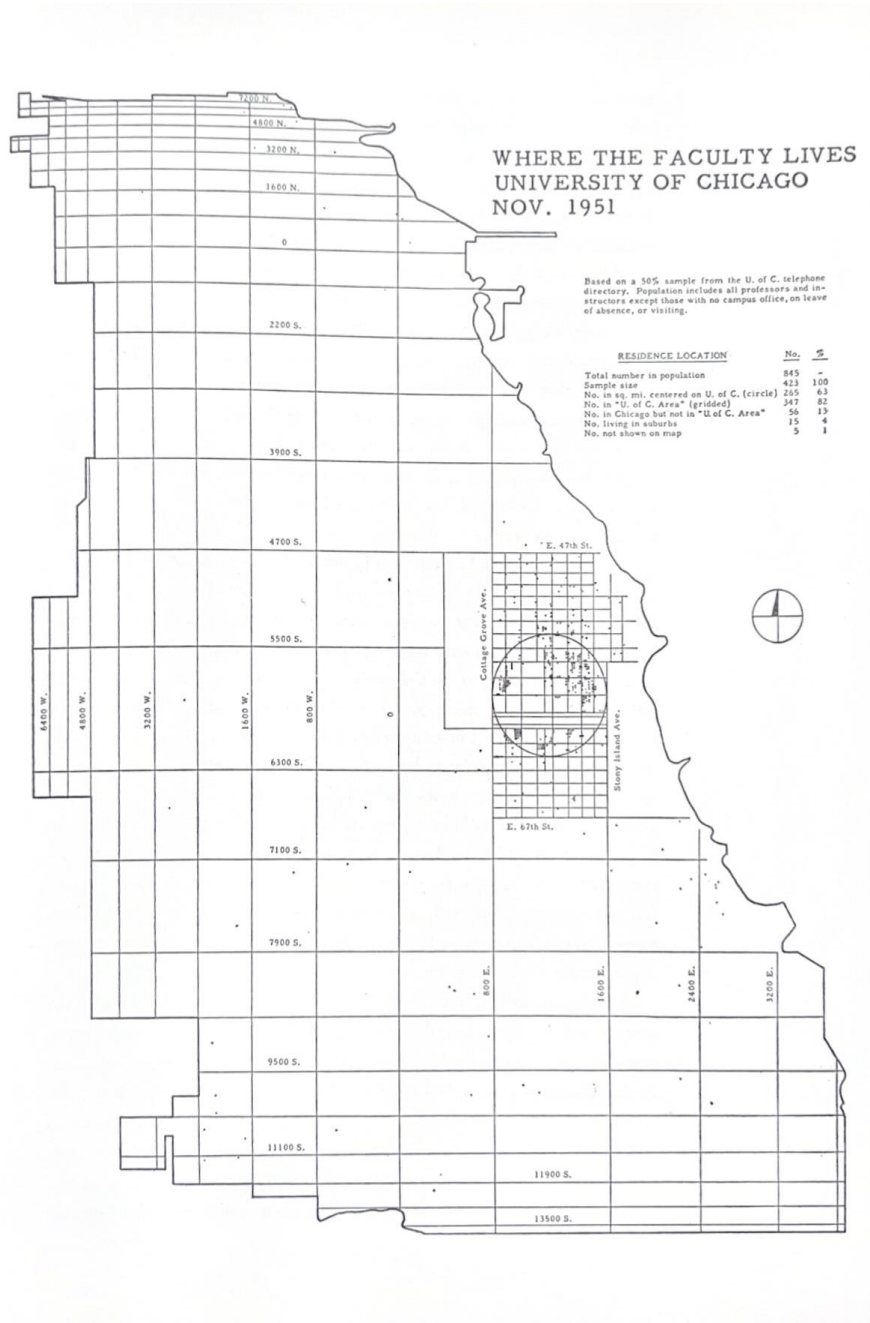 7200 N.
4800 N.
3200 N.
1600 N.
0
WHERE THE FACULTY LIVES
UNIVERSITY OF CHICAGO
NOV. 1951
Based on a 50% sample from the U. of C. telephone
directory. Population includes all professors and in-
structors except those with no campus office, on leave
of absence, or visiting.
RESIDENCE LOCATION No. %
Total number in population 845 -
Sample size 423 100
No. in sq. mi. centered on U. of C. (circle) 265 63
No. in "U. of C. Area" (gridded) 347 82
No. in Chicago but not in "U. of C. Area" 56 13
No. living in suburbs 15 4
No. not shown on map 5 1
2200 S.
3900 S.
4700 S.
E. 47th St.
Cottage Grove Ave.
5500 S.
6400 W.
4800 W.
3200 W.
1600 W.
800 W.
0
Stony Island Ave.
6300 S.
E. 67th St.
7100 S.
7900 S.
800 E.
1600 E.
2400 E.
3200 E.
9500 S.
11100 S.
11900 S.
13500 S.